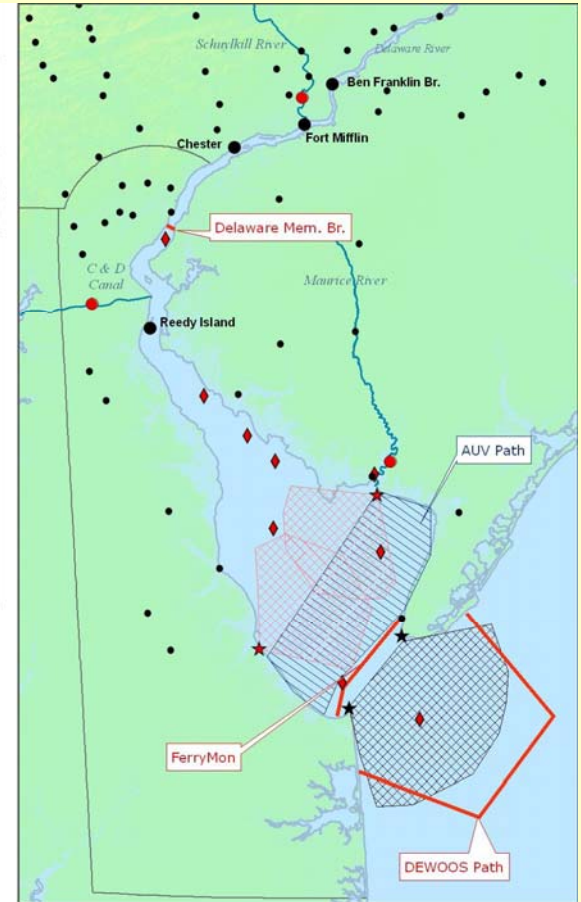 Schuylkill River
Delaware River
Ben Franklin Br.
Fort Mifflin
Chester
Delaware Mem. Br.
C & D
Canal
Maurice River
Reedy Island
AUV Path
FerryMon
DEWOOS Path